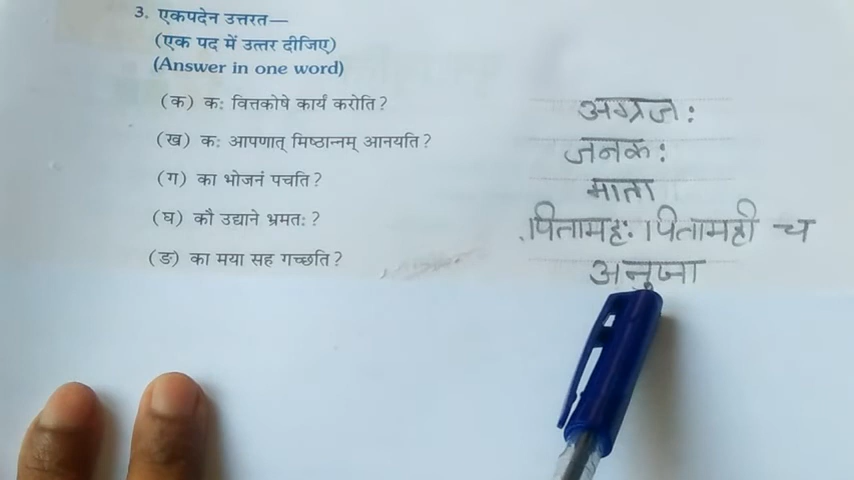 3. एकपदेन उत्तरत—
(एक पद में उत्तर दीजिए)
(Answer in one word)
(क) कः वित्तकोषे कार्यं करोति? अग्रजः
(ख) कः आपणात् मिष्ठान्नम् आनयति? जनकः
(ग) का भोजनं पचति? माता
(घ) कौ उद्याने भ्रमतः? पितामहः पितामही च
(ङ) का मया सह गच्छति? अनुजा